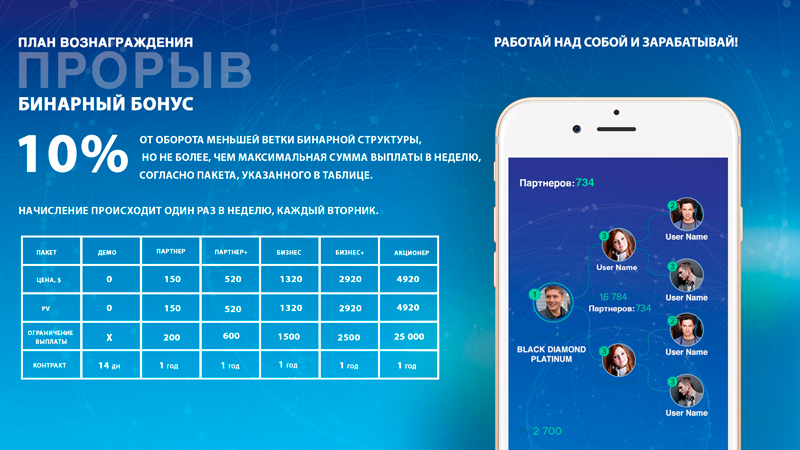 ПЛАН ВОЗНАГРАЖДЕНИЯ
ПРОРЫВ
БИНАРНЫЙ БОНУС
10%
ОТ ОБОРОТА МЕНЬШЕЙ ВЕТКИ БИНАРНОЙ СТРУКТУРЫ,
НО НЕ БОЛЕЕ, ЧЕМ МАКСИМАЛЬНАЯ СУММА ВЫПЛАТЫ В НЕДЕЛЮ,
СОГЛАСНО ПАКЕТА, УКАЗАННОГО В ТАБЛИЦЕ.
НАЧИСЛЕНИЕ ПРОИСХОДИТ ОДИН РАЗ В НЕДЕЛЮ, КАЖДЫЙ ВТОРНИК.
ПАКЕТ ДЕМО ПАРТНЕР ПАРТНЕР+ БИЗНЕС БИЗНЕС+ АКЦИОНЕР
ЦЕНА, $ 0 150 520 1320 2920 4920
PV 0 150 520 1320 2920 4920
ОГРАНИЧЕНИЕ
ВЫПЛАТЫ X 200 600 1500 2500 25 000
КОНТРАКТ 14 дн 1 год 1 год 1 год 1 год 1 год
РАБОТАЙ НАД СОБОЙ И ЗАРАБАТЫВАЙ!
Партнеров: 734
2
User Name
3
User Name
2
User Name
1
16 784
Партнеров: 734
BLACK DIAMOND
PLATINUM
2
User Name
3
3
User Name
2 700